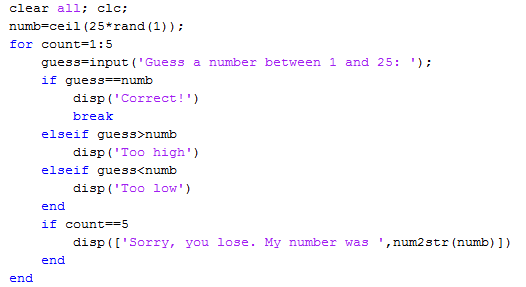 clear all; clc;
numb=ceil(25*rand(1));
for count=1:5
    guess=input('Guess a number between 1 and 25: ');
    if guess==numb
        disp('Correct!')
        break
    elseif guess>numb
        disp('Too high')
    elseif guess<numb
        disp('Too low')
    end
    if count==5
        disp(['Sorry, you lose. My number was ',num2str(numb)])
    end
end